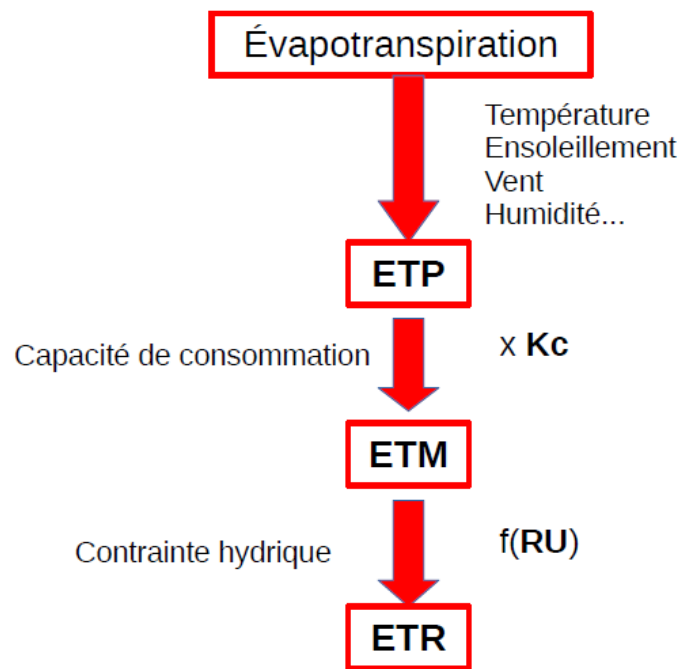 Évapotranspiration
Température
Ensoleillement
Vent
Humidité...
ETP
Capacité de consommation
x Kc
ETM
Contrainte hydrique
f(RU)
ETR